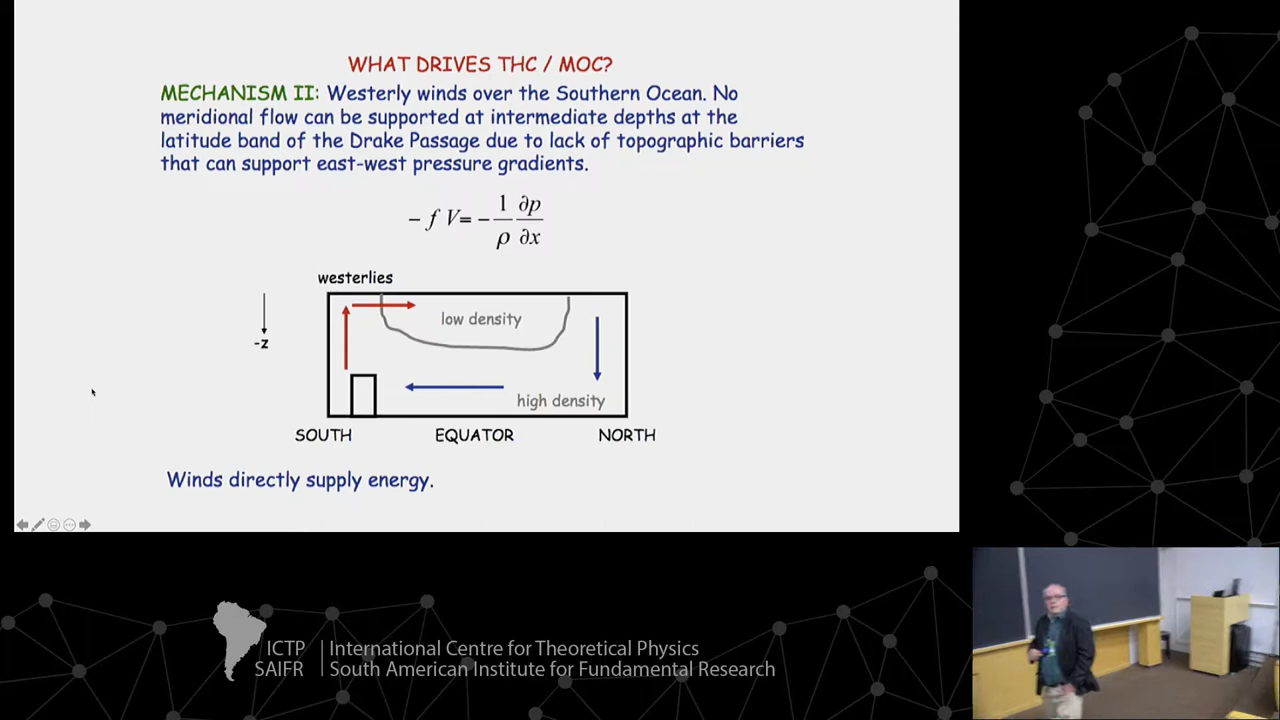 WHAT DRIVES THC / MOC?
MECHANISM II: Westerly winds over the Southern Ocean. No
meridional flow can be supported at intermediate depths at the
latitude band of the Drake Passage due to lack of topographic barriers
that can support east-west pressure gradients.
− f V= − 1/ρ ∂p/∂x
westerlies
low density
-z
high density
SOUTH EQUATOR NORTH
Winds directly supply energy.
ICTP International Centre for Theoretical Physics
SAIFR South American Institute for Fundamental Research